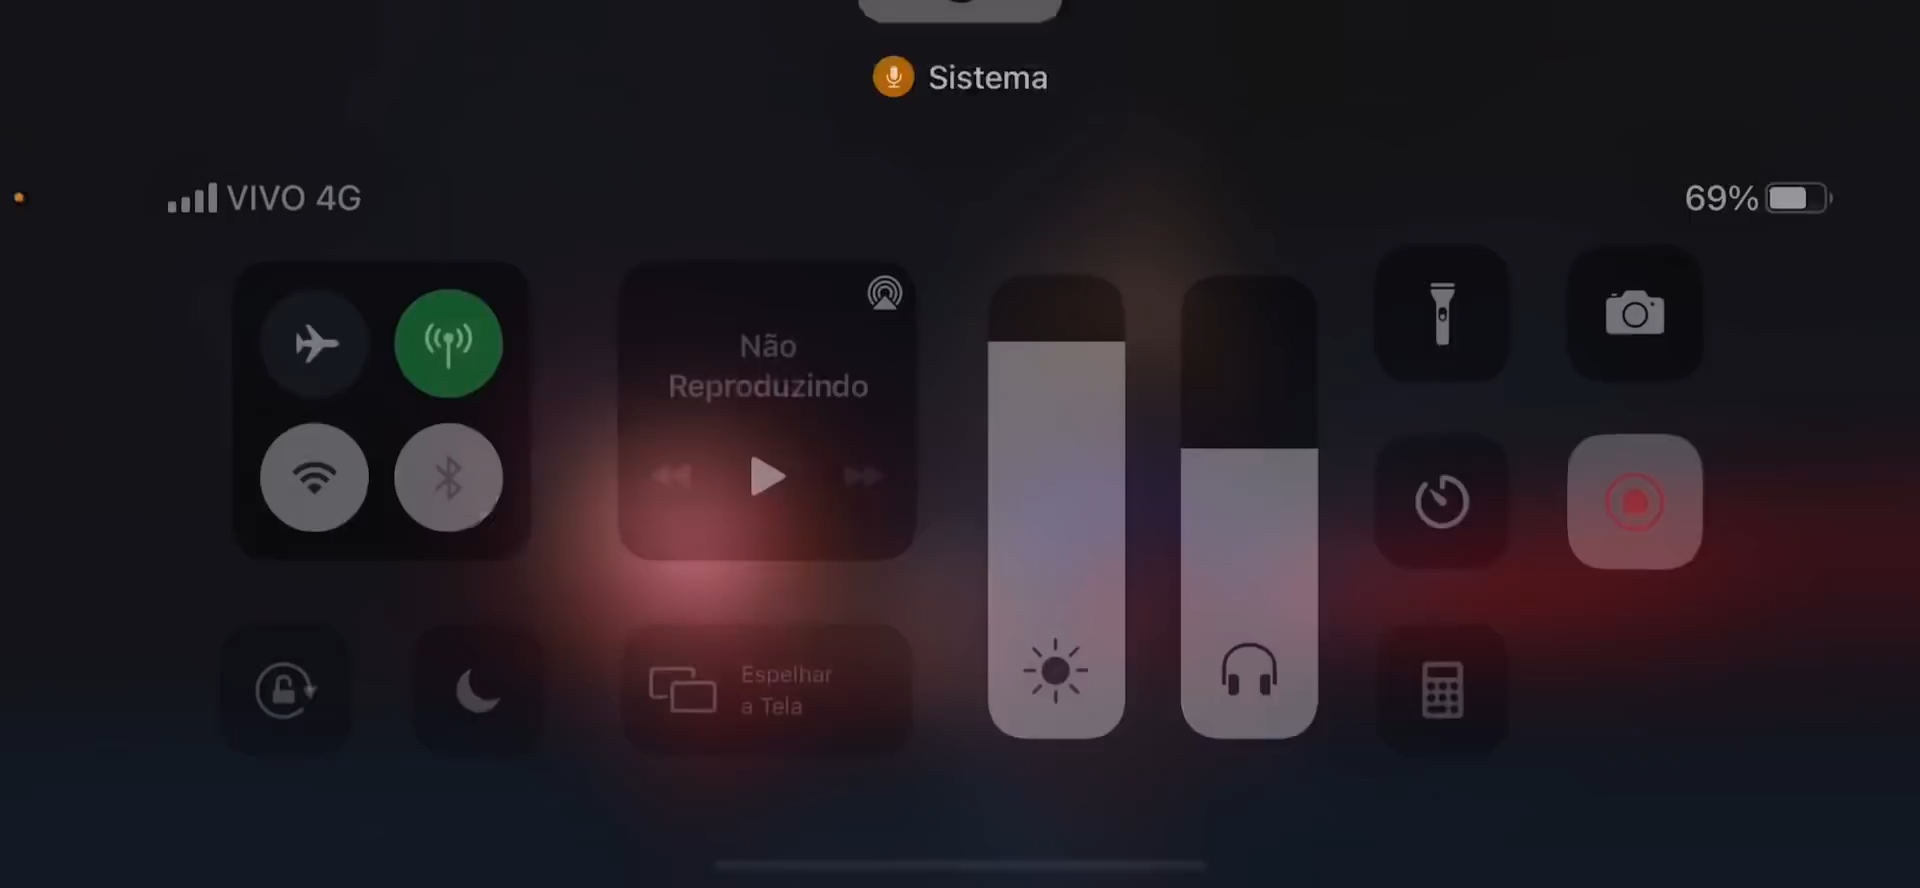 Sistema
VIVO 4G
69%
Não
Reproduzindo
Espelhar
a Tela